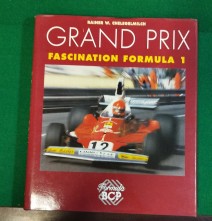 RAINER W. SCHLEGELMILCH
GRAND PRIX
FASCINATION FORMULA 1
12
Formula
BCP